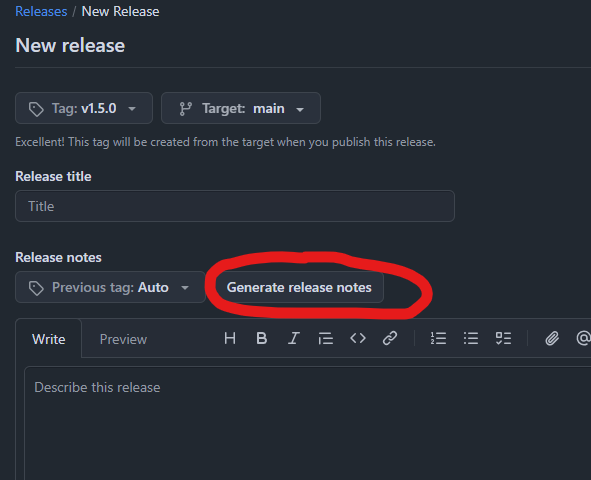 Releases / New Release
New release
Tag: v1.5.0 Target: main
Excellent! This tag will be created from the target when you publish this release.
Release title
Title
Release notes
Previous tag: Auto Generate release notes
Write Preview H B I
Describe this release